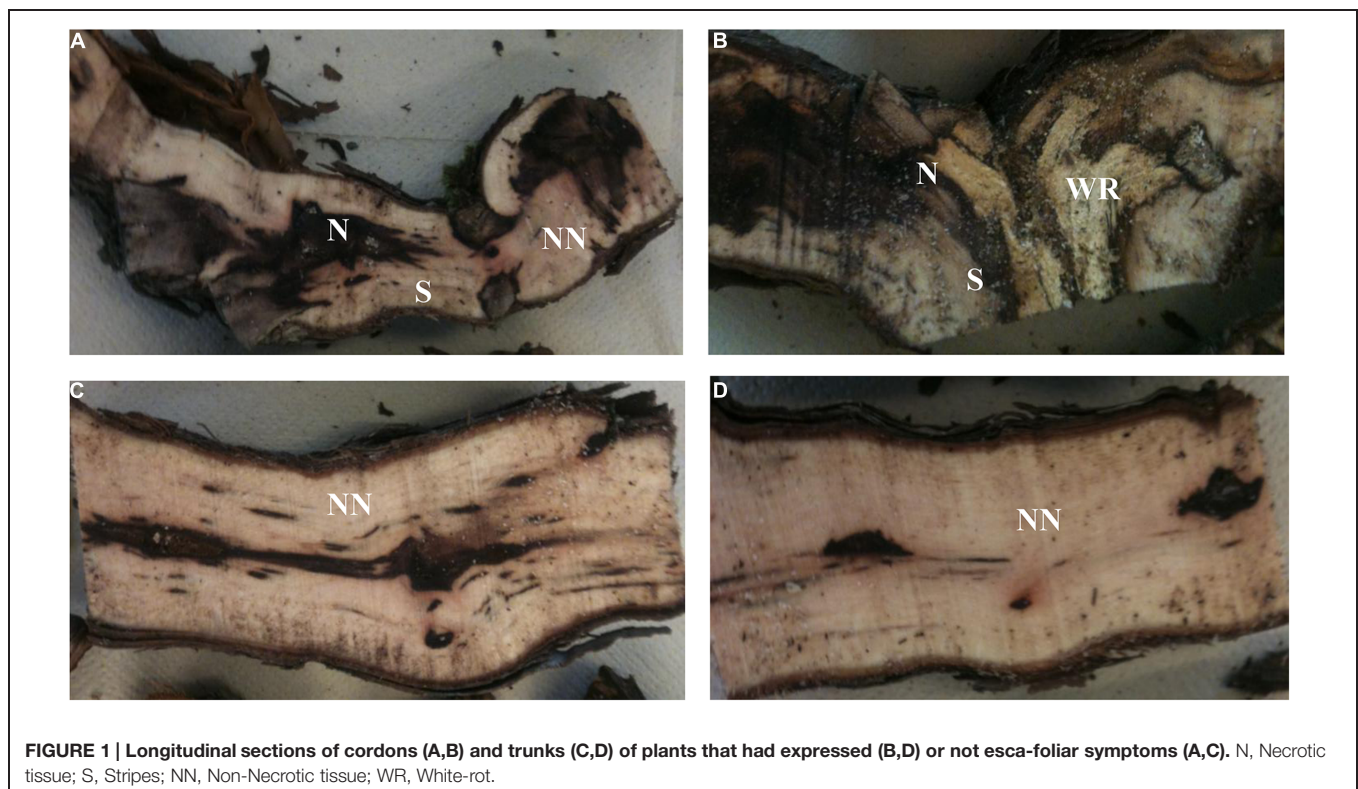 A
B
N
NN
S
N
WR
S
C
D
NN
NN
FIGURE 1 | Longitudinal sections of cordons (A,B) and trunks (C,D) of plants that had expressed (B,D) or not esca-foliar symptoms (A,C). N, Necrotic
tissue; S, Stripes; NN, Non-Necrotic tissue; WR, White-rot.